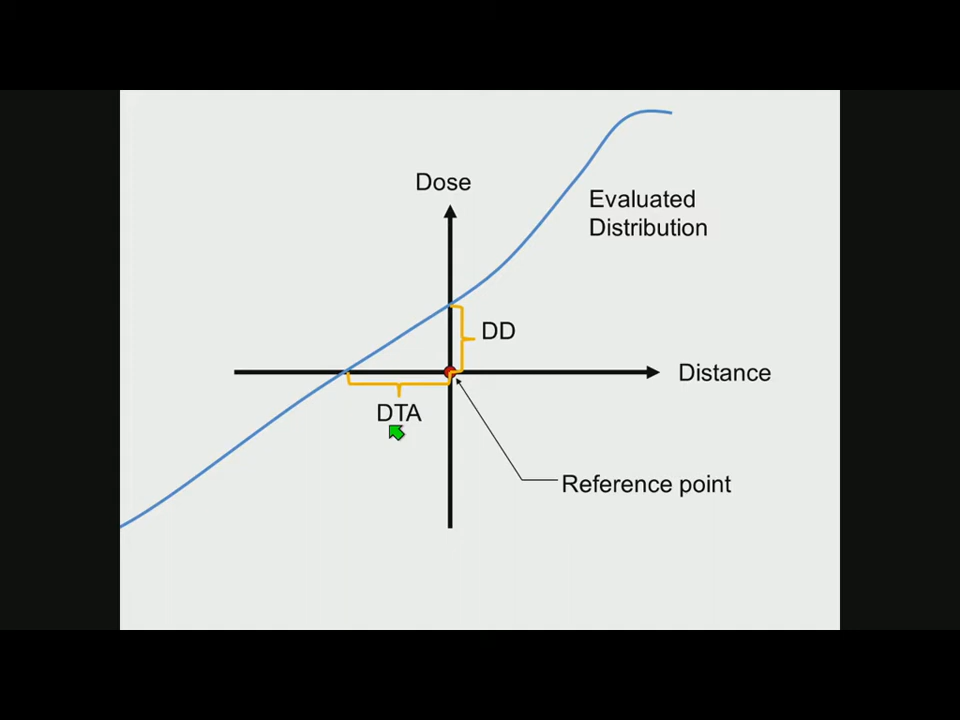 Dose
Evaluated
Distribution
DD
Distance
DTA
Reference point